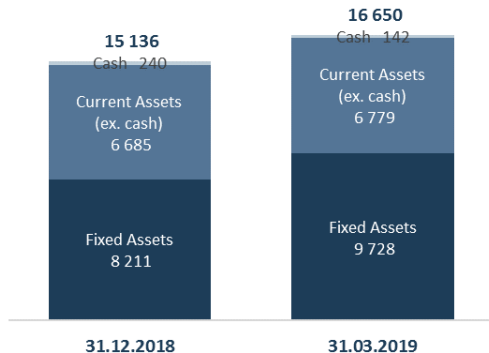 15 136
Cash 240
Current Assets
(ex. cash)
6 685
Fixed Assets
8 211
31.12.2018
16 650
Cash 142
Current Assets
(ex. cash)
6 779
Fixed Assets
9 728
31.03.2019